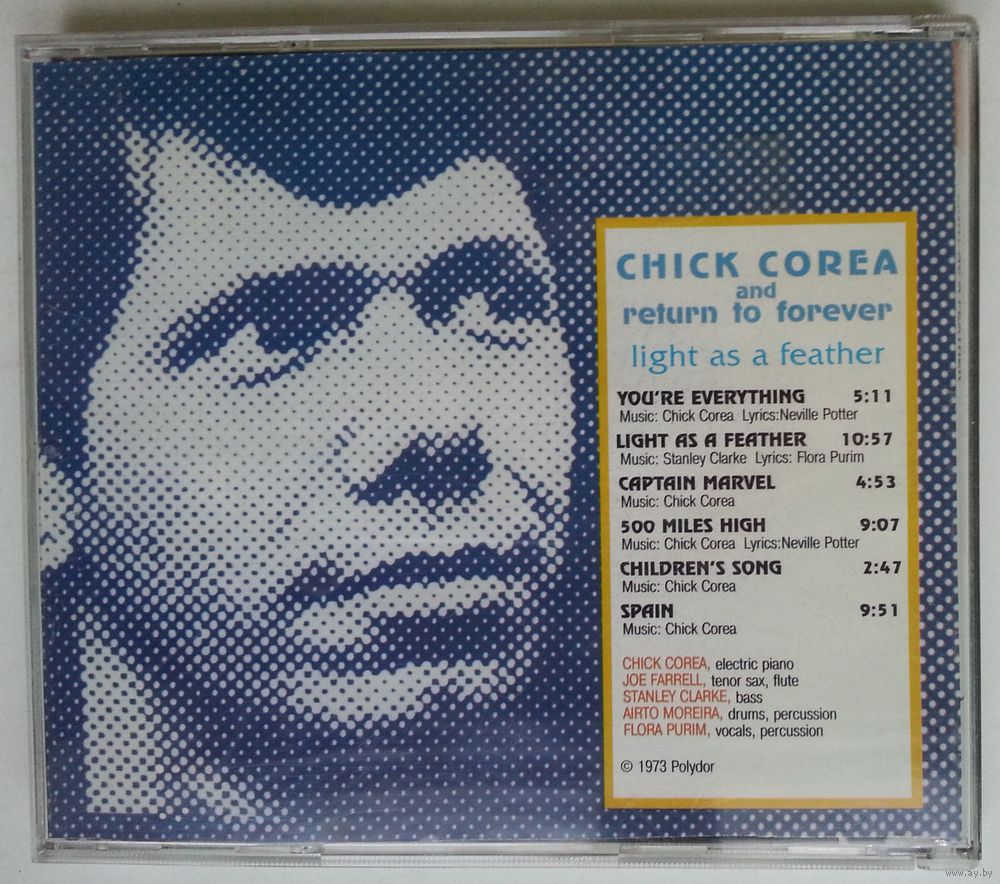 CHICK COREA
and
return to forever
light as a feather
YOU'RE EVERYTHING 5:11
Music: Chick Corea Lyrics:Neville Potter
LIGHT AS A FEATHER 10:57
Music: Stanley Clarke Lyrics: Flora Purim
CAPTAIN MARVEL 4:53
Music: Chick Corea
500 MILES HIGH 9:07
Music: Chick Corea Lyrics:Neville Potter
CHILDREN'S SONG 2:47
Music: Chick Corea
SPAIN 9:51
Music: Chick Corea
CHICK COREA, electric piano
JOE FARRELL, tenor sax, flute
STANLEY CLARKE, bass
AIRTO MOREIRA, drums, percussion
FLORA PURIM, vocals, percussion
© 1973 Polydor
www.ay.by